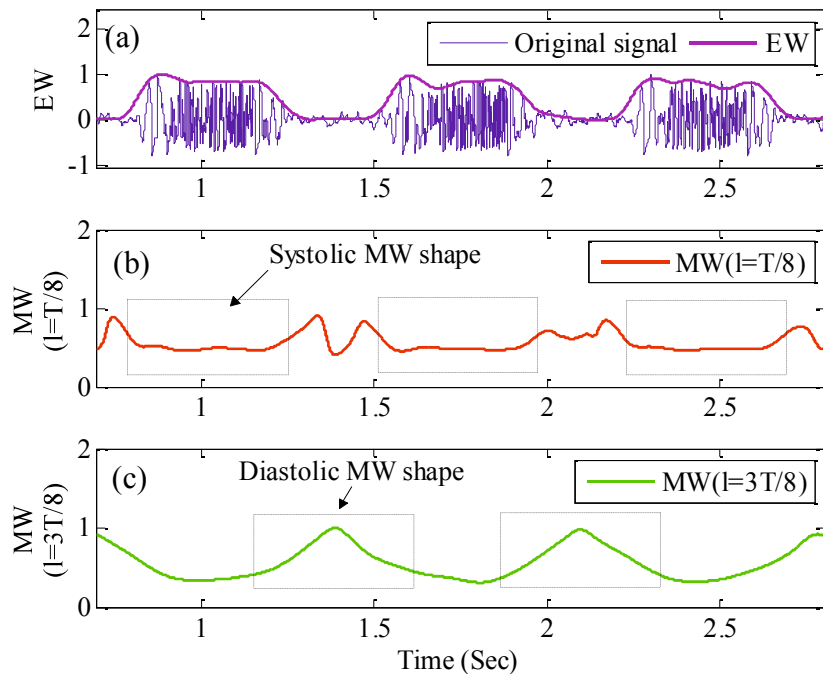 (a)
Original signal
EW
EW
2
1
0
-1
1
1.5
2
2.5
(b)
Systolic MW shape
MW(l=T/8)
MW
(l=T/8)
2
1
0
1
1.5
2
2.5
(c)
Diastolic MW shape
MW(l=3T/8)
MW
(l=3T/8)
2
1
0
1
1.5
2
2.5
Time (Sec)